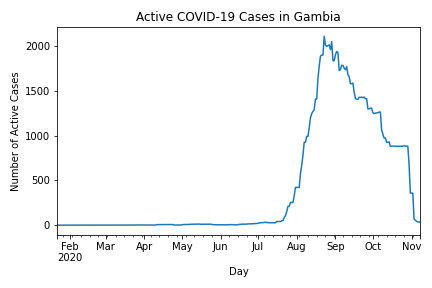 Active COVID-19 Cases in Gambia
Number of Active Cases
2000
1500
1000
500
0
Feb Mar Apr May Jun Jul Aug Sep Oct Nov
2020
Day